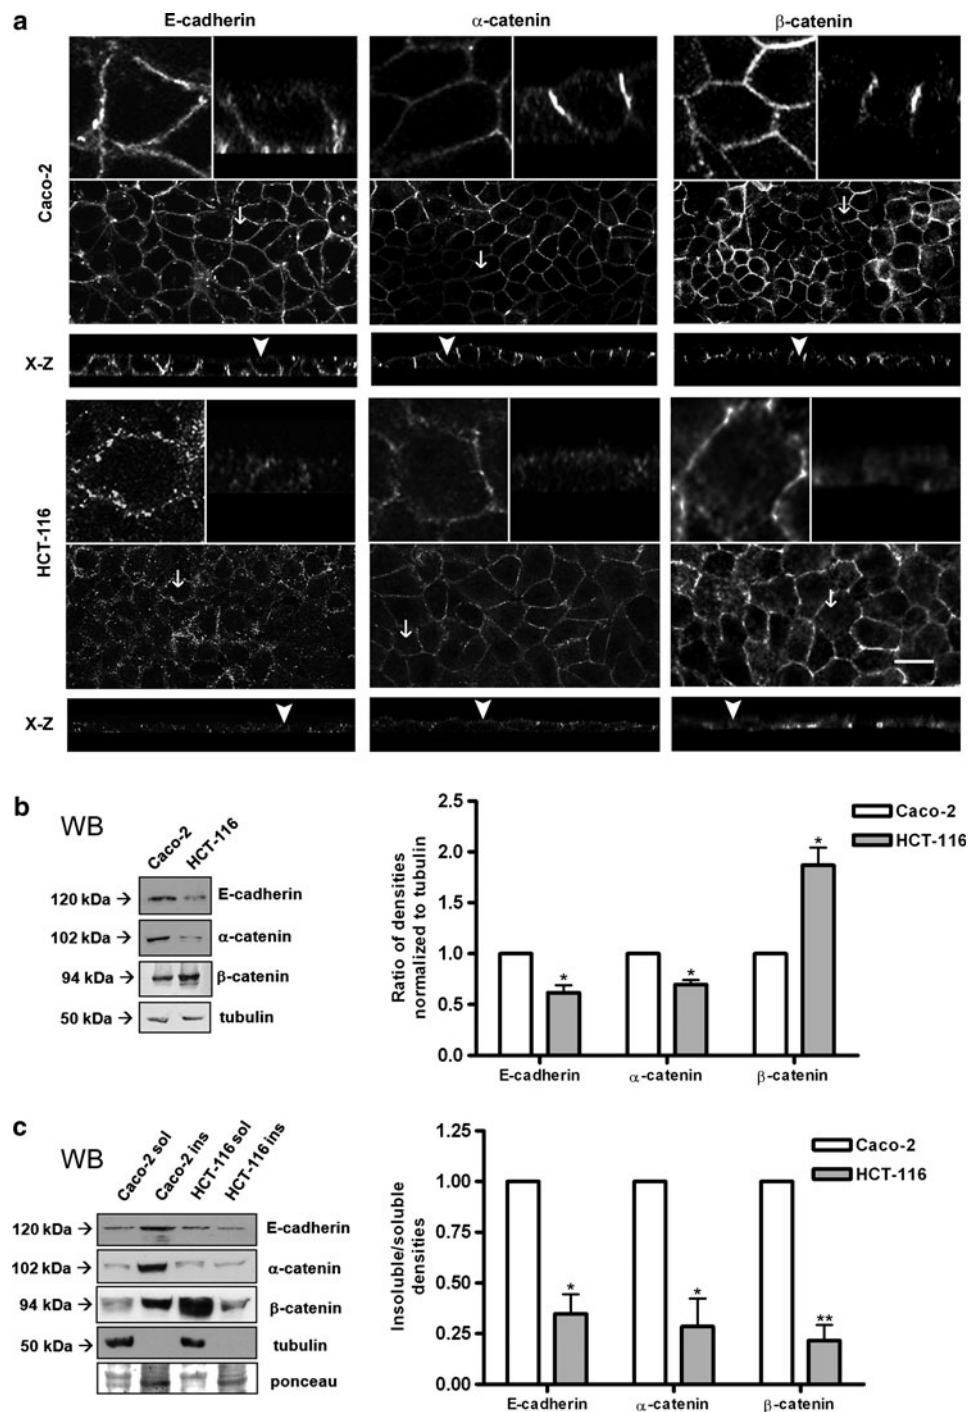 a
E-cadherin
α-catenin
β-catenin
Caco-2
X-Z
HCT-116
X-Z
b
WB
Caco-2
HCT-116
120 kDa → E-cadherin
102 kDa → α-catenin
94 kDa → β-catenin
50 kDa → tubulin
Ratio of densities
normalized to tubulin
2.5
2.0
1.5
1.0
0.5
0.0
* * *
Caco-2
HCT-116
E-cadherin
α-catenin
β-catenin
c
WB
Caco-2 sol
Caco-2 ins
HCT-116 sol
HCT-116 ins
120 kDa → E-cadherin
102 kDa → α-catenin
94 kDa → β-catenin
50 kDa → tubulin
ponceau
Insoluble/soluble
densities
1.25
1.00
0.75
0.50
0.25
0.00
* * **
Caco-2
HCT-116
E-cadherin
α-catenin
β-catenin